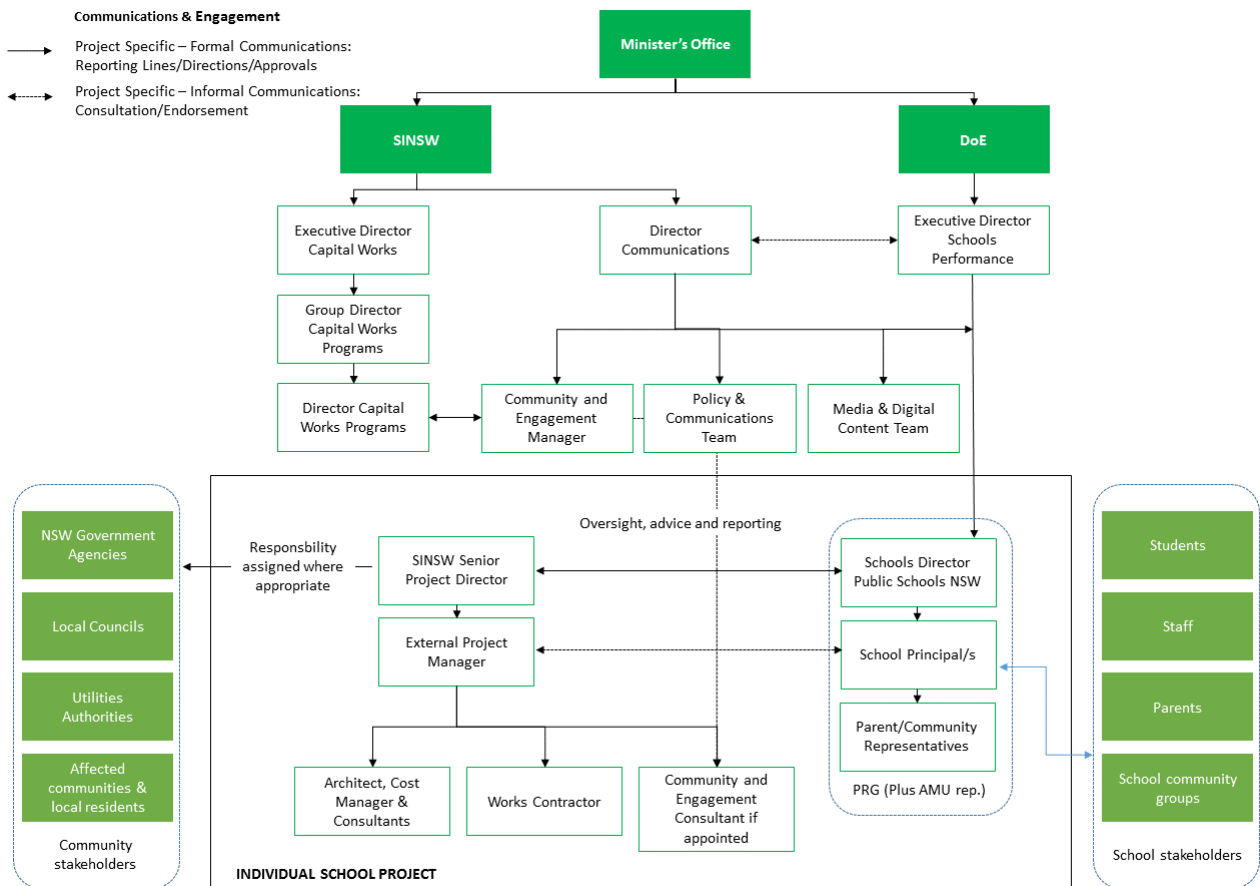 Communications & Engagement
Project Specific – Formal Communications:
Reporting Lines/Directions/Approvals
Project Specific – Informal Communications:
Consultation/Endorsement
Minister's Office
SINSW
DoE
Executive Director
Capital Works
Director
Communications
Executive Director
Schools
Performance
Group Director
Capital Works
Programs
Director Capital
Works Programs
Community and
Engagement
Manager
Policy &
Communications
Team
Media & Digital
Content Team
NSW Government
Agencies
Local Councils
Utilities
Authorities
Affected
communities &
local residents
Community
stakeholders
Responsbility
assigned where
appropriate
Oversight, advice and reporting
SINSW Senior
Project Director
External Project
Manager
Architect, Cost
Manager &
Consultants
Works Contractor
Community and
Engagement
Consultant if
appointed
Schools Director
Public Schools NSW
School Principal/s
Parent/Community
Representatives
PRG (Plus AMU rep.)
INDIVIDUAL SCHOOL PROJECT
Students
Staff
Parents
School community
groups
School stakeholders